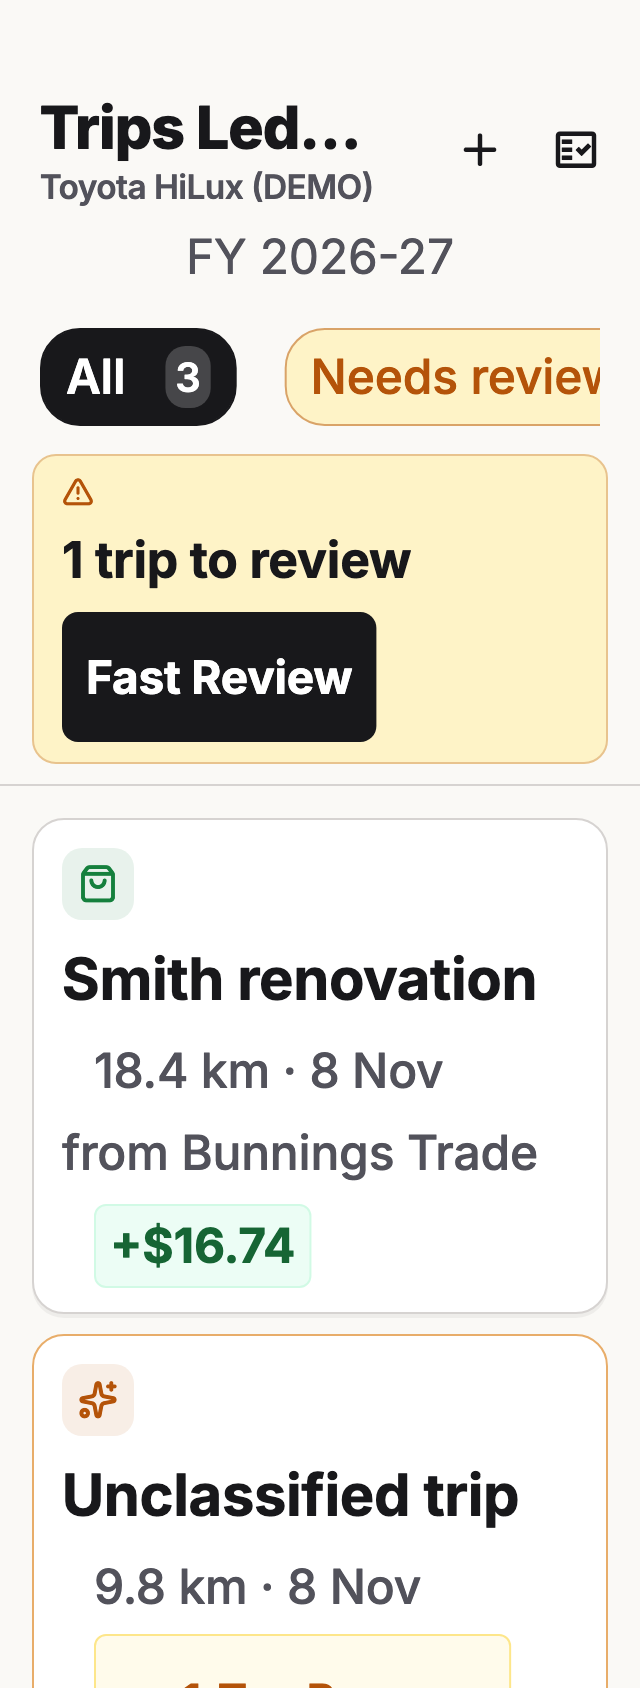 Trips Led...
Toyota HiLux (DEMO)
FY 2026-27
All 3
Needs review
1 trip to review
Fast Review
Smith renovation
18.4 km · 8 Nov
from Bunnings Trade
+$16.74
Unclassified trip
9.8 km · 8 Nov